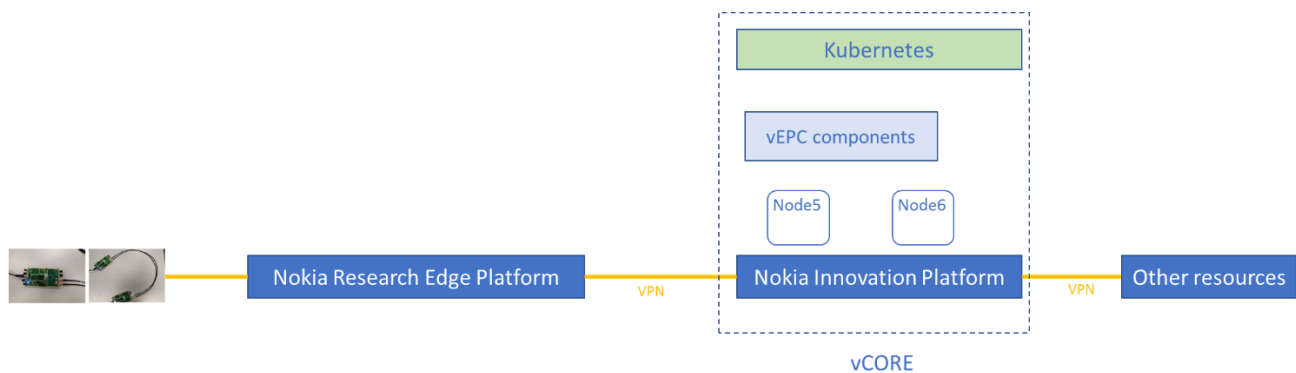 Kubernetes
vEPC components
Node5
Node6
Nokia Research Edge Platform
VPN
Nokia Innovation Platform
VPN
Other resources
vCORE